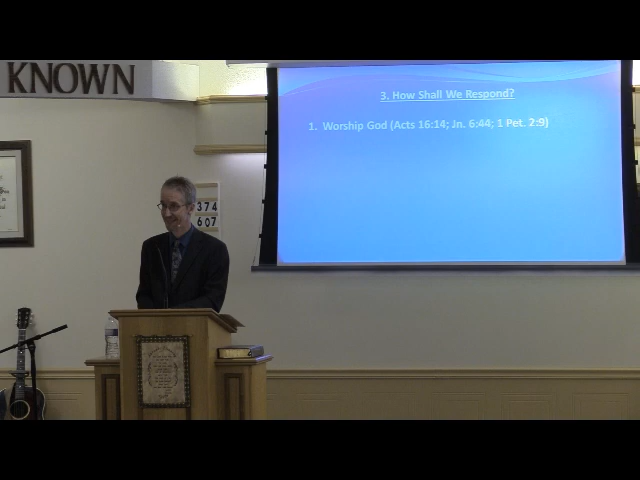 KNOWN
3. How Shall We Respond?
1. Worship God (Acts 16:14; Jn. 6:44; 1 Pet. 2:9)
374
607